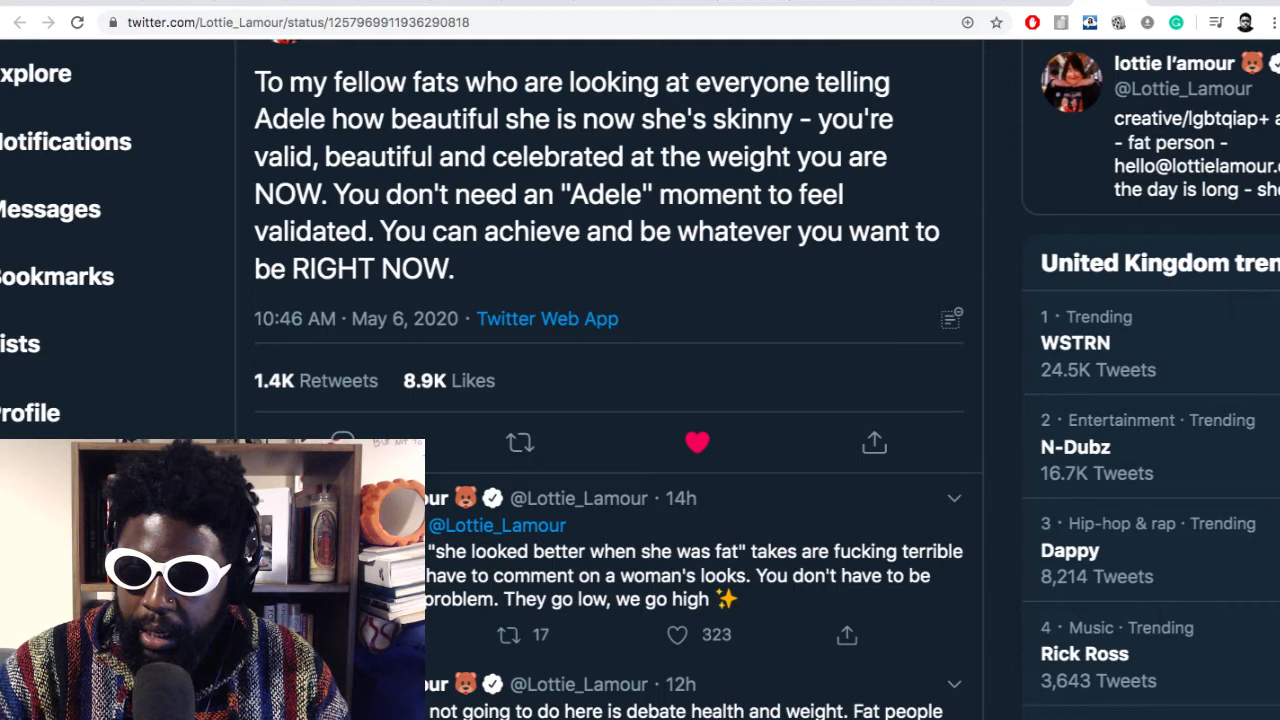 twitter.com/Lottie_Lamour/status/1257969911936290818
xplore
lotifications
Messages
Bookmarks
ists
rofile
To my fellow fats who are looking at everyone telling
Adele how beautiful she is now she's skinny - you're
valid, beautiful and celebrated at the weight you are
NOW. You don't need an "Adele" moment to feel
validated. You can achieve and be whatever you want to
be RIGHT NOW.
10:46 AM · May 6, 2020 · Twitter Web App
1.4K Retweets 8.9K Likes
our 🐻 @Lottie_Lamour · 14h
@Lottie_Lamour
"she looked better when she was fat" takes are fucking terrible
have to comment on a woman's looks. You don't have to be
problem. They go low, we go high ✨
17 323
our 🐻 @Lottie_Lamour · 12h
not going to do here is debate health and weight. Fat people
lottie l'amour 🐻
@Lottie_Lamour
creative/lgbtqiap+ a
- fat person -
hello@lottielamour.c
the day is long - she
United Kingdom tren
1 · Trending
WSTRN
24.5K Tweets
2 · Entertainment · Trending
N-Dubz
16.7K Tweets
3 · Hip-hop & rap · Trending
Dappy
8,214 Tweets
4 · Music · Trending
Rick Ross
3,643 Tweets